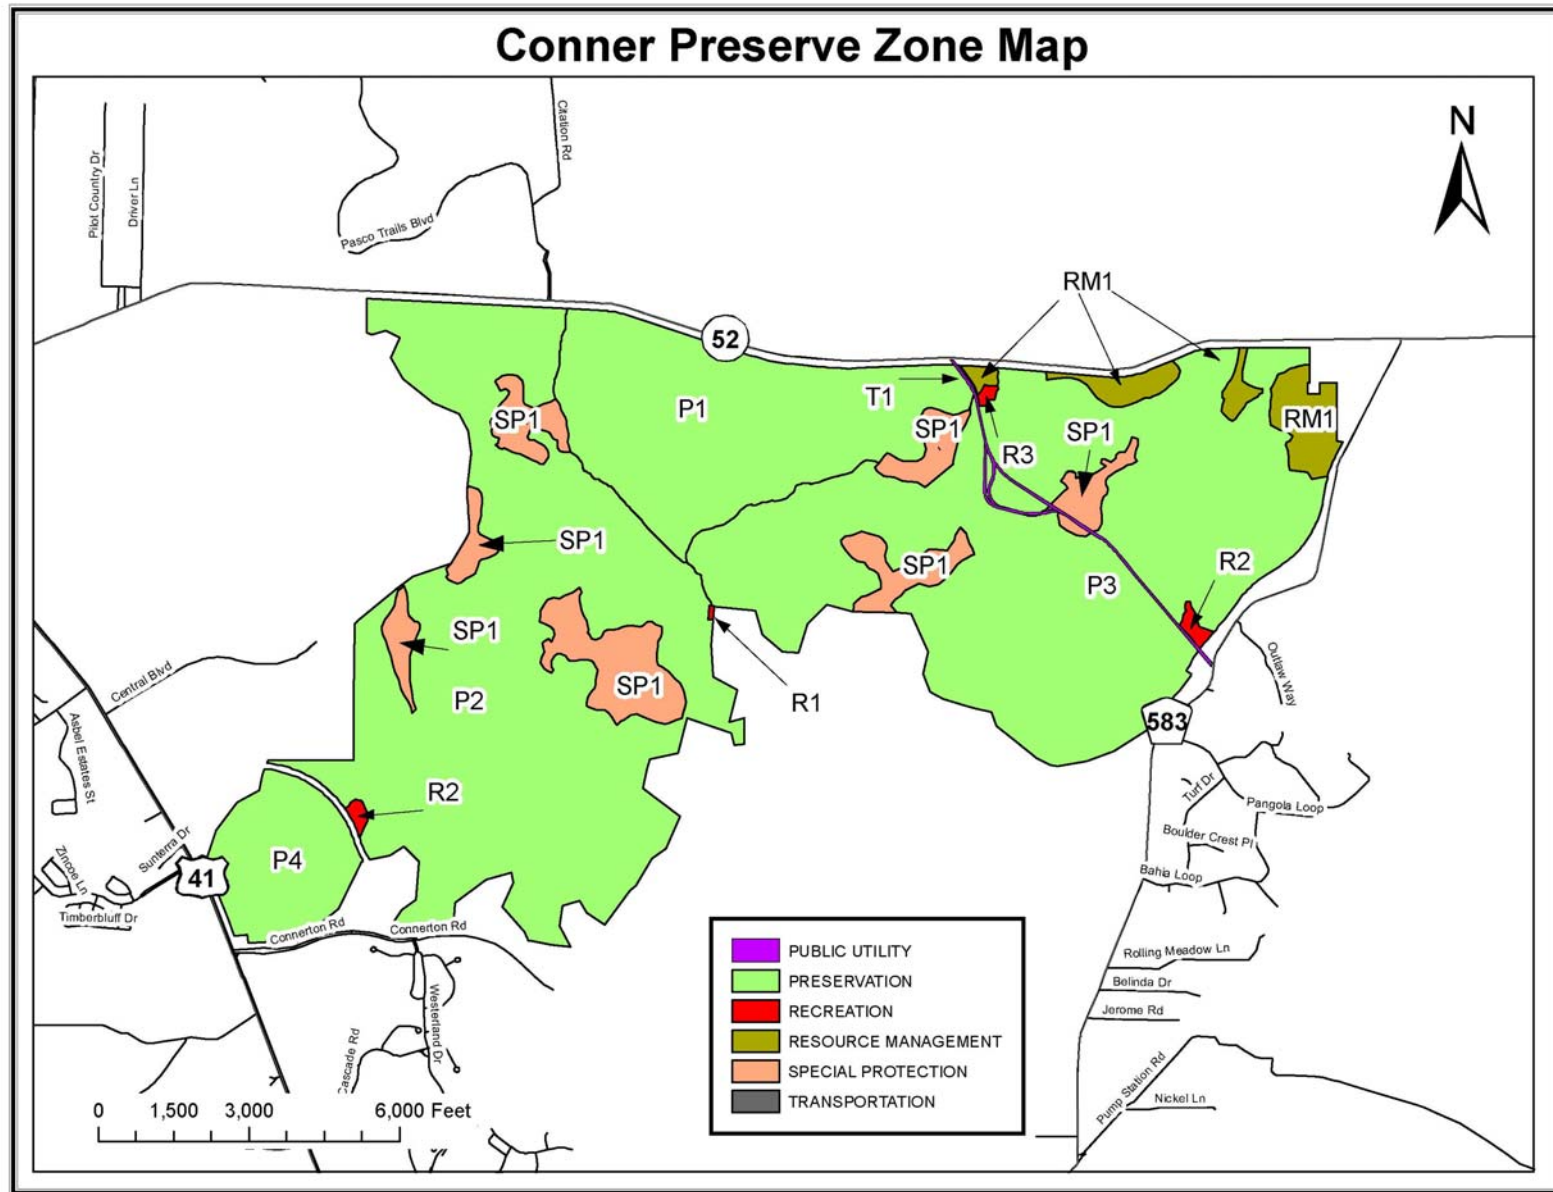 Conner Preserve Zone Map
N
Pilot Country Dr
Driver Ln
Citation Rd
Pasco Trails Blvd
RM1
52
T1
P1
SP1
SP1
R3
SP1
RM1
SP1
SP1
P3
R2
SP1
P2
SP1
R1
Central Blvd
Asbel Estates St
Outlaw Way
583
R2
P4
Sunterra Dr
Zincoe Ln
41
Timberbluff Dr
Connerton Rd
Connerton Rd
Turf Dr
Pangola Loop
Boulder Crest Pl
Bahia Loop
Rolling Meadow Ln
Belinda Dr
Jerome Rd
Westerland Dr
Cascade Rd
Pump Station Rd
Nickel Ln
PUBLIC UTILITY
PRESERVATION
RECREATION
RESOURCE MANAGEMENT
SPECIAL PROTECTION
TRANSPORTATION
0 1,500 3,000 6,000 Feet